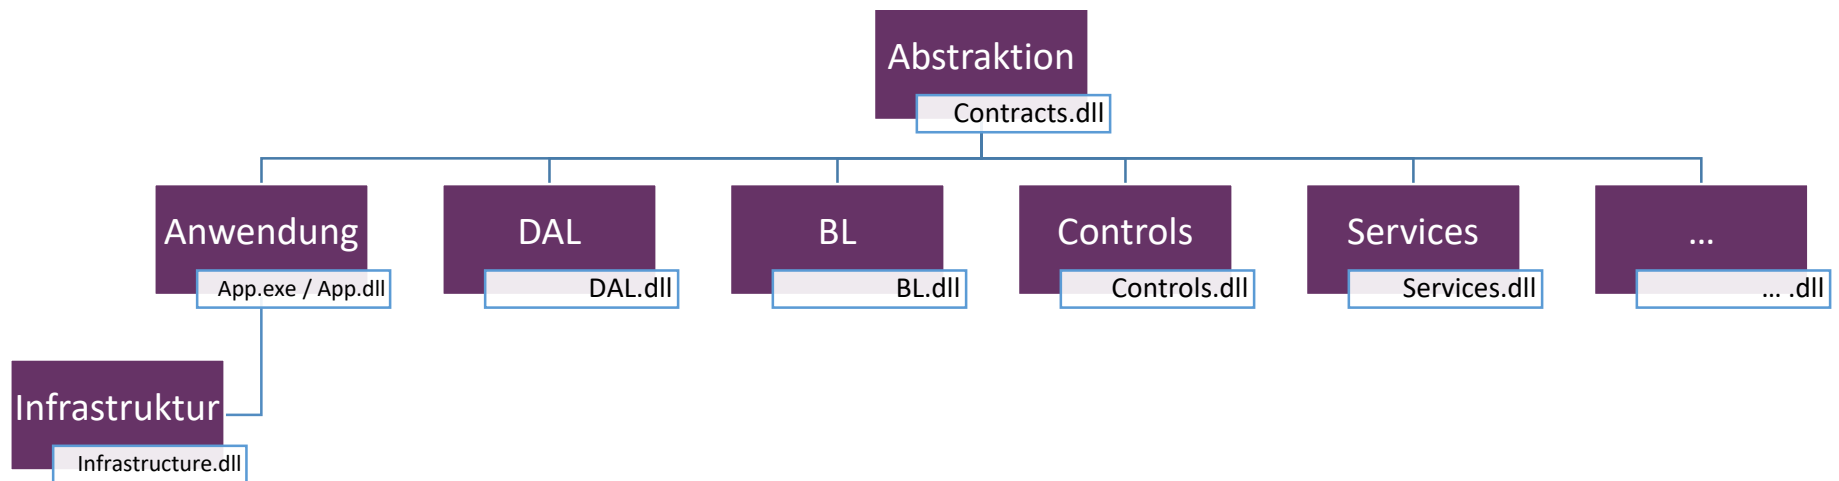 Abstraktion
Contracts.dll
Anwendung
App.exe / App.dll
DAL
DAL.dll
BL
BL.dll
Controls
Controls.dll
Services
Services.dll
...
... .dll
Infrastruktur
Infrastructure.dll